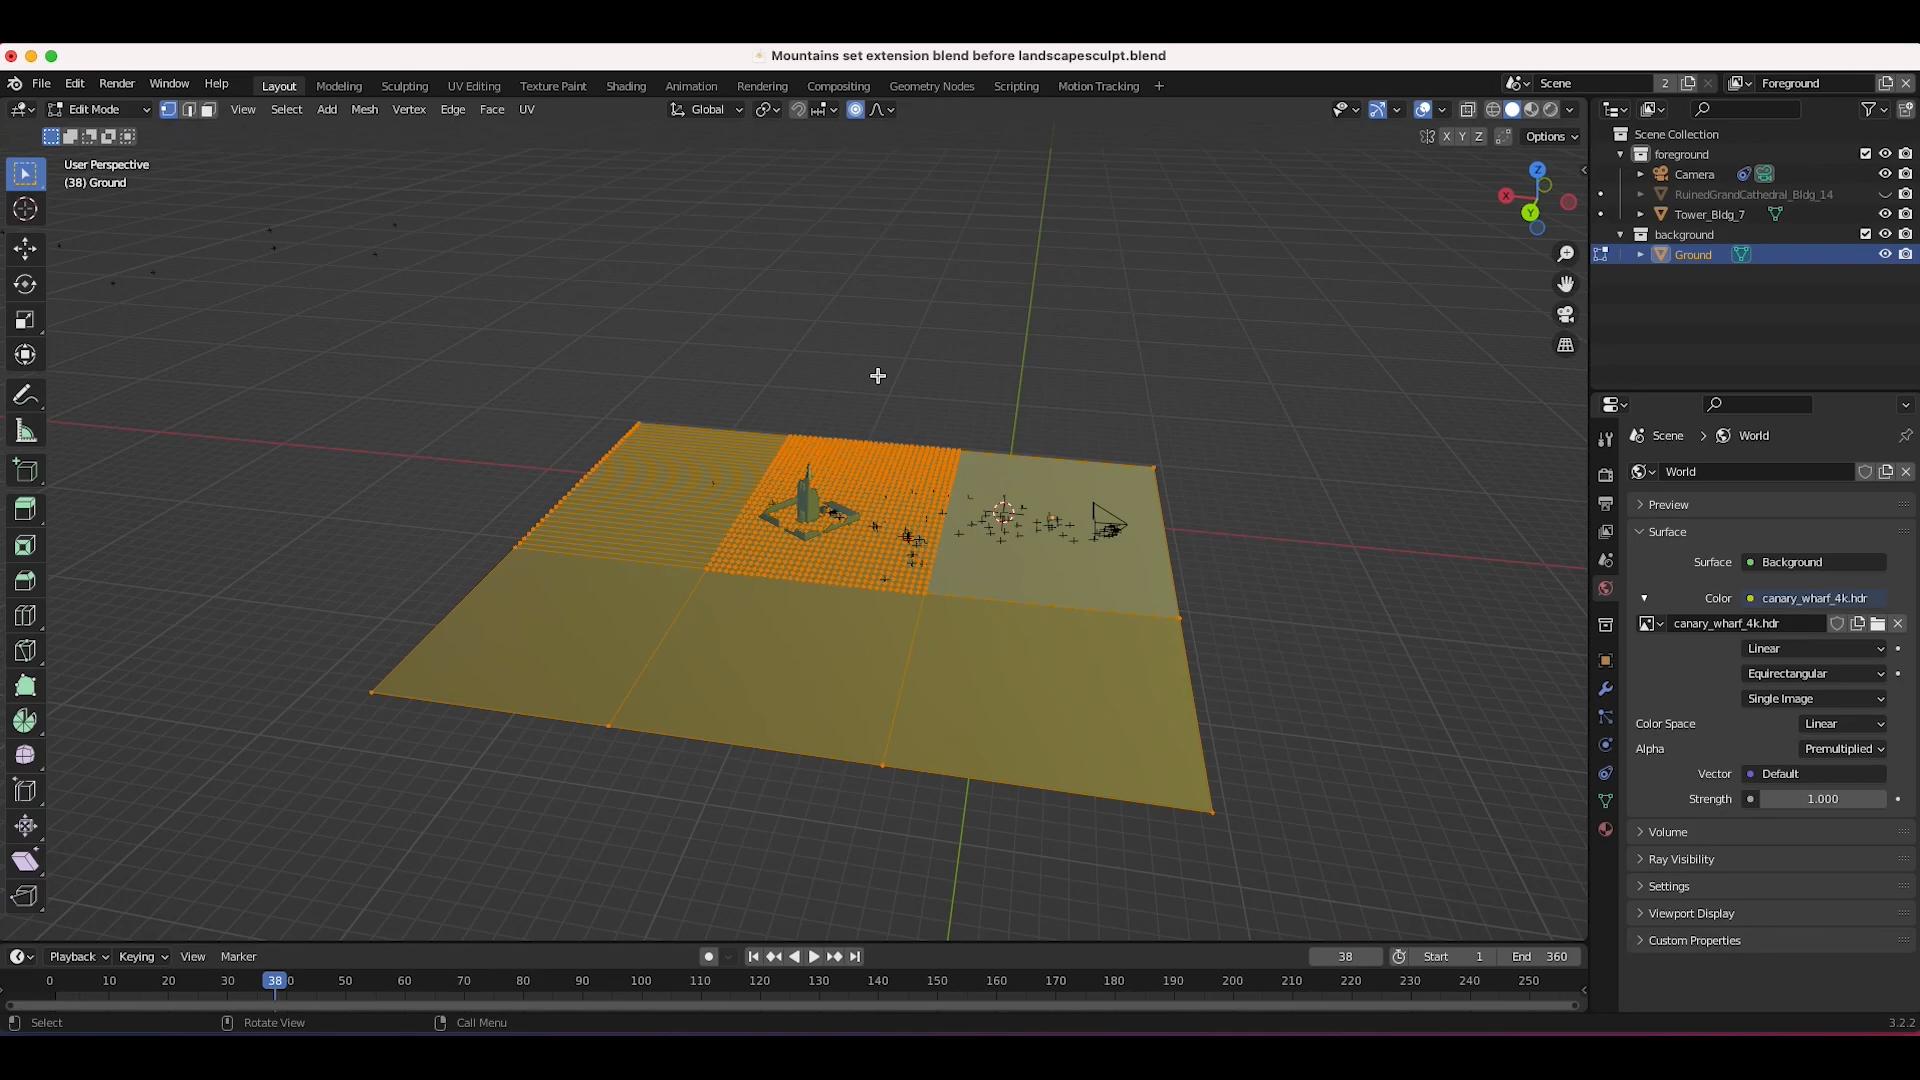 Mountains set extension blend before landscapesculpt.blend
File Edit Render Window Help Layout Modeling Sculpting UV Editing Texture Paint Shading Animation Rendering Compositing Geometry Nodes Scripting Motion Tracking + Scene 2 Foreground
Edit Mode View Select Add Mesh Vertex Edge Face UV Global
X Y Z Options
User Perspective
(38) Ground
Z
X
Y
Scene Collection
foreground
Camera
RuinedGrandCathedral_Bldg_14
Tower_Bldg_7
background
Ground
Scene > World
World
Preview
Surface
Surface Background
Color canary_wharf_4k.hdr
canary_wharf_4k.hdr
Linear
Equirectangular
Single Image
Color Space Linear
Alpha Premultiplied
Vector Default
Strength 1.000
Volume
Ray Visibility
Settings
Viewport Display
Custom Properties
Playback Keying View Marker 38 Start 1 End 360
0 10 20 30 38 0 50 60 70 80 90 100 110 120 130 140 150 160 170 180 190 200 210 220 230 240 250
Select Rotate View Call Menu 3.2.2